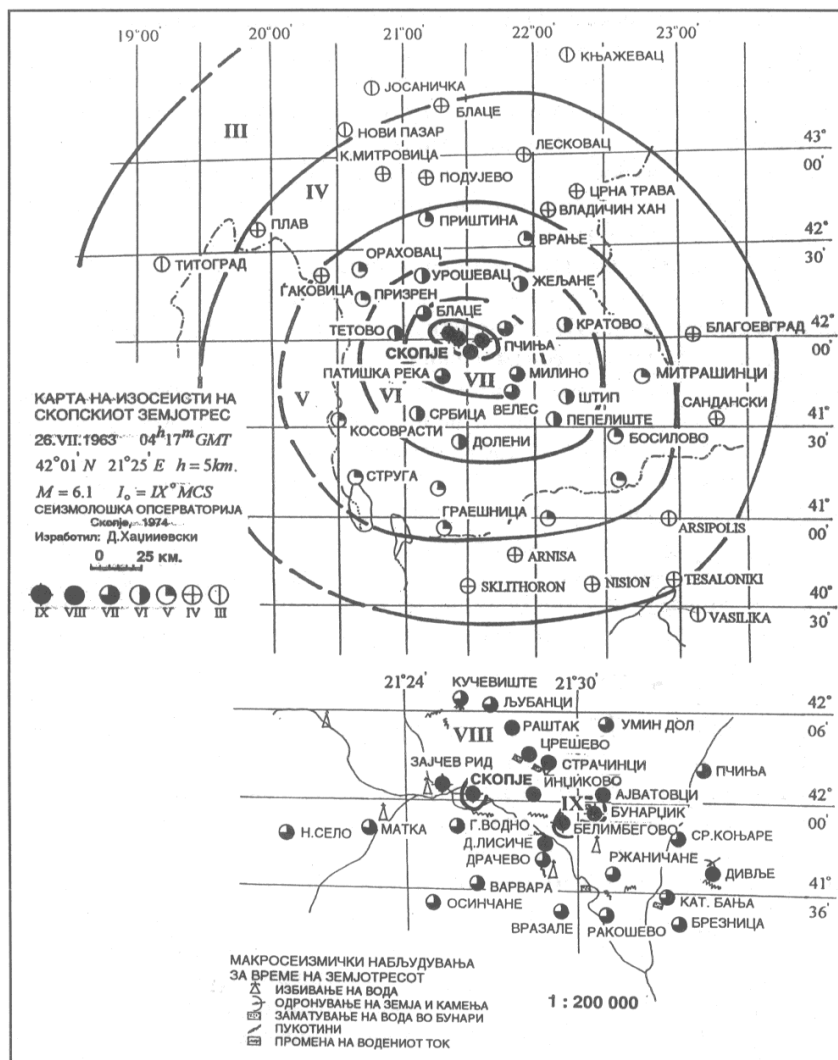 19°00' 20°00' 21°00' 22°00' 23°00'
КЊАЖЕВАЦ
ЈОСАНИЧКА
БЛАЦЕ
III
НОВИ ПАЗАР
ЛЕСКОВАЦ
43°
00'
К.МИТРОВИЦА
IV
ПОДУЈЕВО
ЦРНА ТРАВА
ВЛАДИЧИН ХАН
ПЛАВ
ПРИШТИНА
42°
30'
ВРАЊЕ
ТИТОГРАД
ОРАХОВАЦ
УРОШЕВАЦ
ЖЕЉАНЕ
ЃАКОВИЦА
ПРИЗРЕН
БЛАЦЕ
ТЕТОВО
КРАТОВО
БЛАГОЕВГРАД
42°
00'
СКОПЈЕ
ПЧИЊА
ПАТИШКА РЕКА
VII
МИЛИНО
МИТРАШИНЦИ
V
VI
ВЕЛЕС
ШТИП
САНДАНСКИ
КАРТА НА ИЗОСЕИСТИ НА
СКОПСКИОТ ЗЕМЈОТРЕС
КОСОВРАСТИ
СРБИЦА
ПЕПЕЛИШТЕ
41°
30'
26.VII.1963 04h17m GMT
ДОЛЕНИ
БОСИЛОВО
42°01' N 21°25' E h = 5km.
СТРУГА
M = 6.1 I₀ = IX° MCS
СЕИЗМОЛОШКА ОПСЕРВАТОРИЈА
Скопје, 1974
ГРАЕШНИЦА
41°
00'
ARSIPOLIS
Изработил: Д.Хаџиевски
0 25 КМ.
ARNISA
SKLITHORON
NISION
TESALONIKI
40°
30'
IX VIII VII VI V IV III
VASILIKA
21°24' 21°30'
КУЧЕВИШТЕ
ЉУБАНЦИ
42°
06'
VIII
РАШТАК
УМИН ДОЛ
ЦРЕШЕВО
ЗАЈЧЕВ РИД
СТРАЧИНЦИ
ПЧИЊА
СКОПЈЕ
ИНЏИКОВО
АЈВАТОВЦИ
IX
БУНАРЏИК
42°
00'
Н.СЕЛО
МАТКА
Г.ВОДНО
БЕЛИМБЕГОВО
СР.КОЊАРЕ
Д.ЛИСИЧЕ
ДРАЧЕВО
РЖАНИЧАНЕ
ДИВЉЕ
ВАРВАРА
41°
36'
ОСИНЧАНЕ
КАТ. БАЊА
ВРАЗАЛЕ
РАКОШЕВО
БРЕЗНИЦА
МАКРОСЕИЗМИЧКИ НАБЉУДУВАЊА
ЗА ВРЕМЕ НА ЗЕМЈОТРЕСОТ
ИЗБИВАЊЕ НА ВОДА
ОДРОНУВАЊЕ НА ЗЕМЈА И КАМЕЊА
1 : 200 000
ЗАМАТУВАЊЕ НА ВОДА ВО БУНАРИ
ПУКОТИНИ
ПРОМЕНА НА ВОДЕНИОТ ТОК